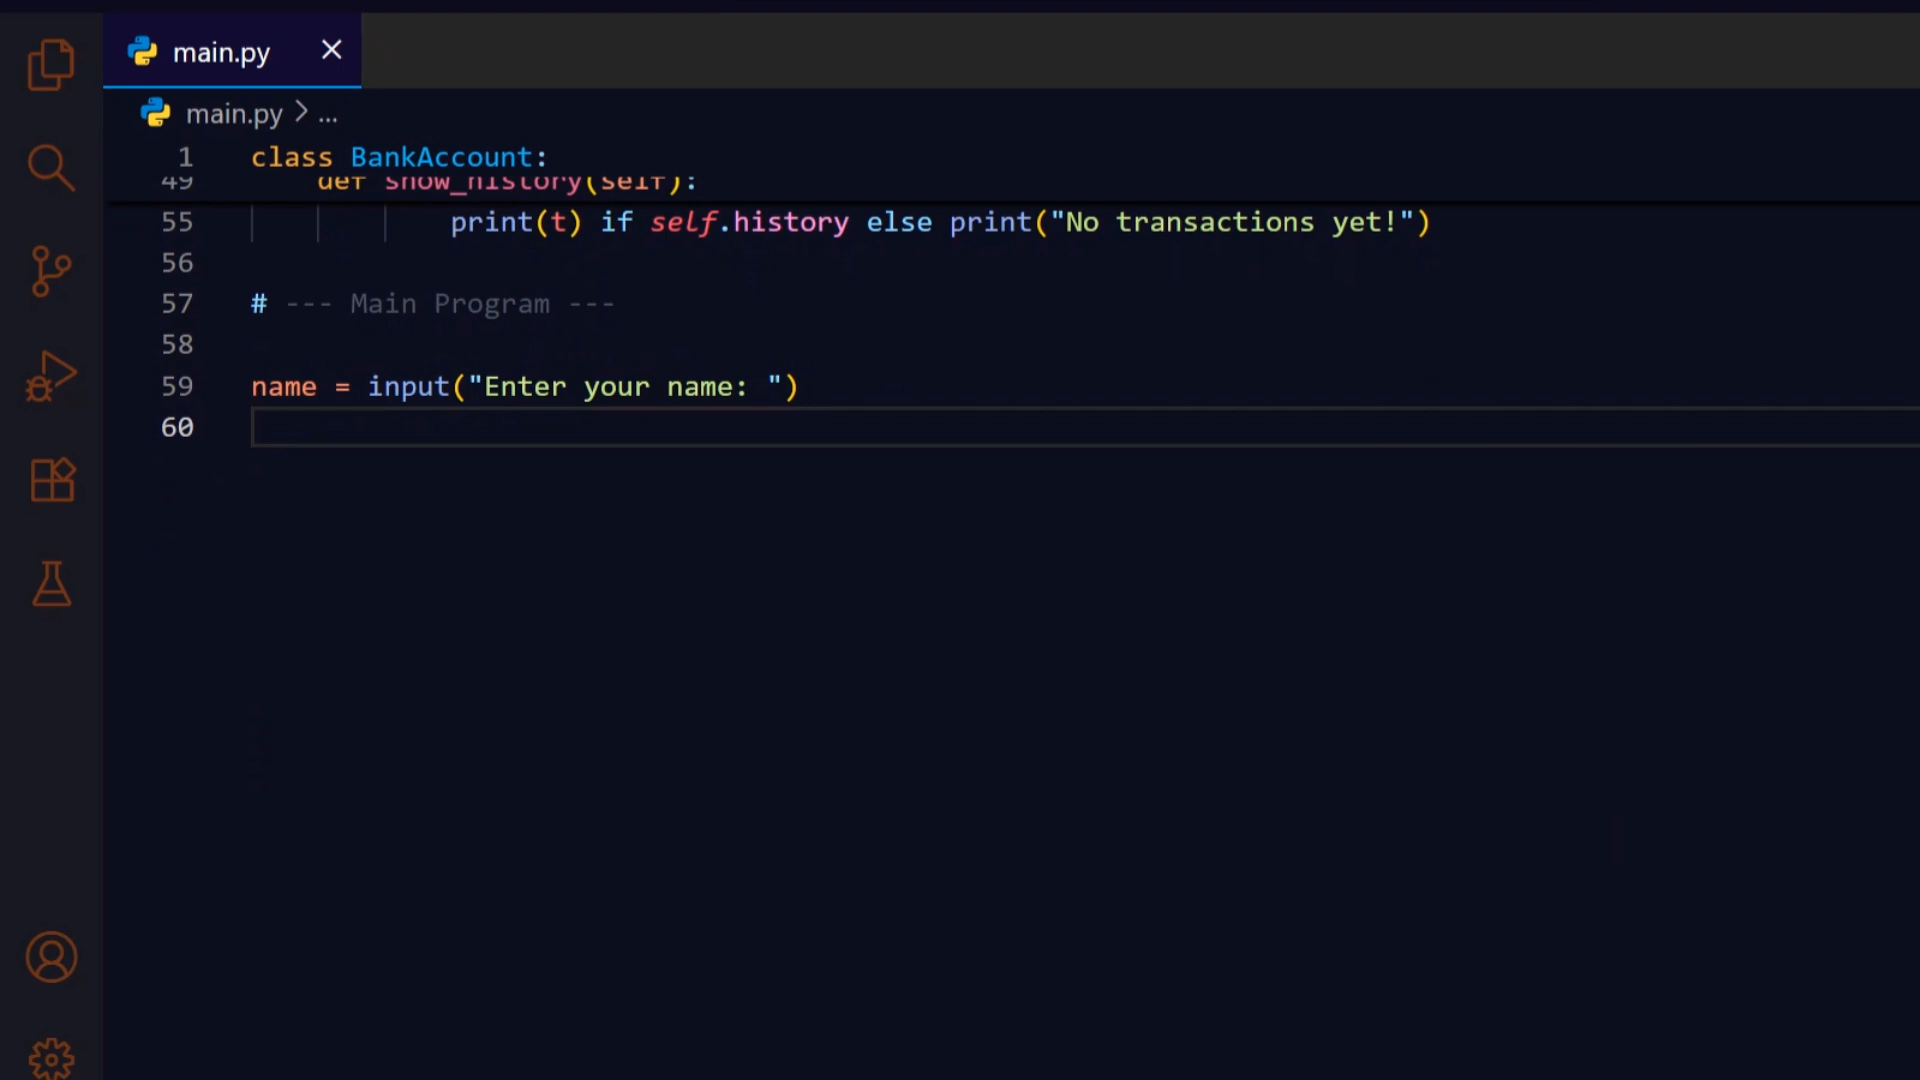 main.py
main.py > ...
1 class BankAccount:
49 def show_history(self):
55 print(t) if self.history else print("No transactions yet!")
56
57 # --- Main Program ---
58
59 name = input("Enter your name: ")
60